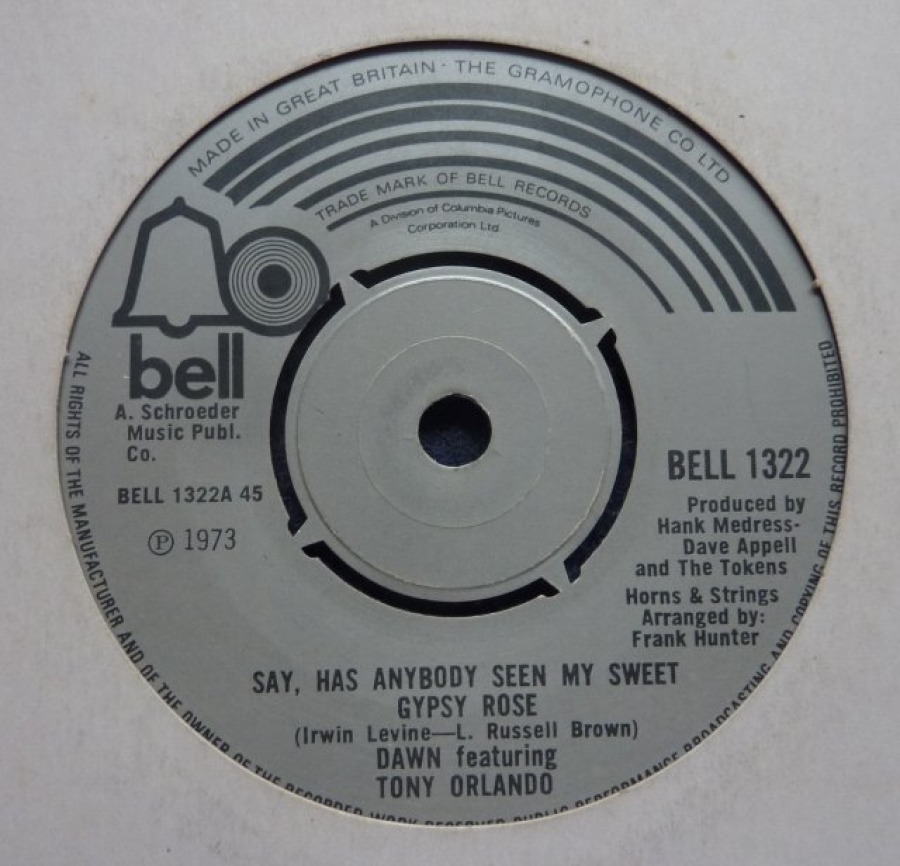 MADE IN GREAT BRITAIN · THE GRAMOPHONE CO LTD
TRADE MARK OF BELL RECORDS
A Division of Columbia Pictures
Corporation Ltd
bell
A. Schroeder
Music Publ.
Co.
BELL 1322A 45
Ⓟ 1973
BELL 1322
Produced by
Hank Medress-
Dave Appell
and The Tokens
Horns & Strings
Arranged by:
Frank Hunter
SAY, HAS ANYBODY SEEN MY SWEET
GYPSY ROSE
(Irwin Levine—L. Russell Brown)
DAWN featuring
TONY ORLANDO
ALL RIGHTS OF THE MANUFACTURER AND OF THE OWNER OF THE RECORDED WORK RESERVED PUBLIC PERFORMANCE BROADCASTING AND COPYING OF THIS RECORD PROHIBITED